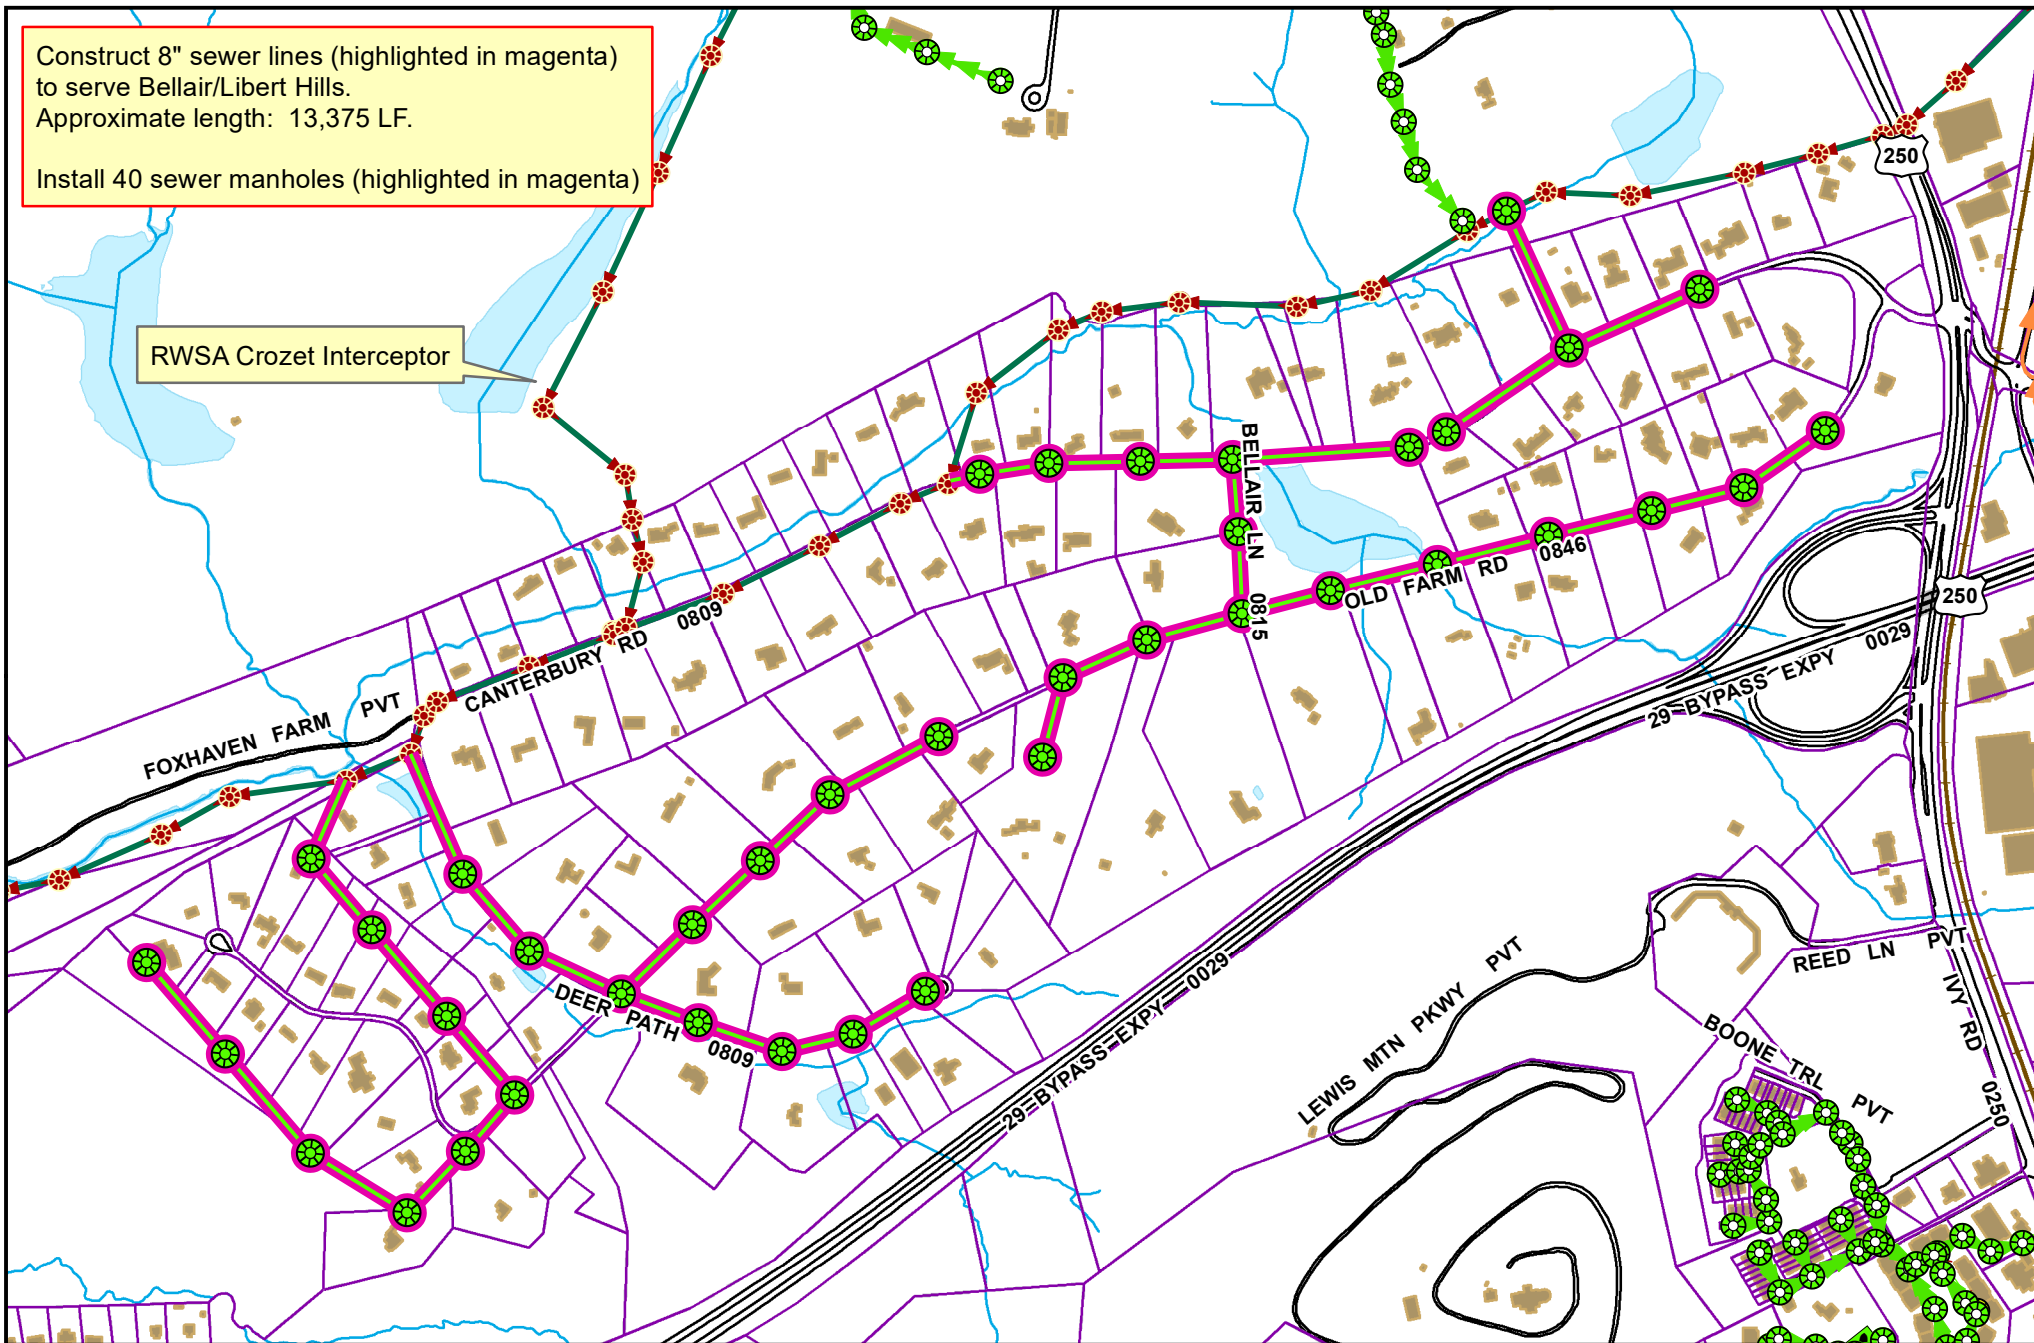 Construct 8" sewer lines (highlighted in magenta)
to serve Bellair/Libert Hills.
Approximate length:  13,375 LF.
Install 40 sewer manholes (highlighted in magenta)
250
RWSA Crozet Interceptor
BELLAIR LN 0815
OLD FARM RD 0846
250
CANTERBURY RD 0809
FOXHAVEN FARM PVT
29 BYPASS EXPY 0029
DEER PATH 0809
29 BYPASS EXPY 0029
LEWIS MTN PKWY PVT
REED LN PVT
IVY RD 0250
BOONE TRL PVT